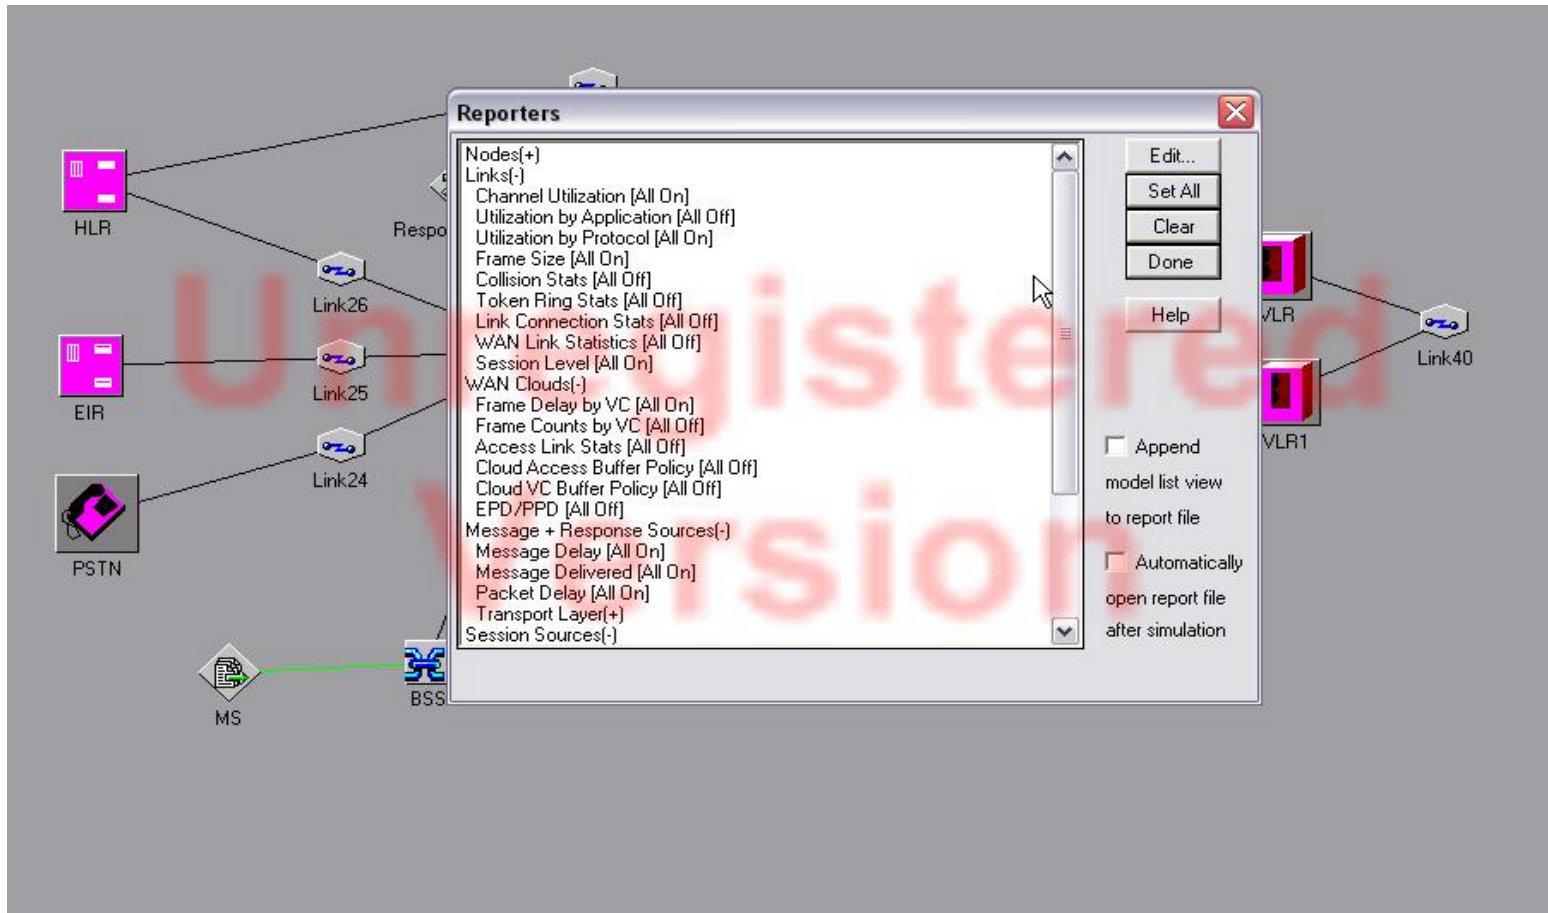 Reporters
Nodes(+)
Links(-)
Channel Utilization [All On]
Utilization by Application [All Off]
Utilization by Protocol [All On]
Frame Size [All On]
Collision Stats [All Off]
Token Ring Stats [All Off]
Link Connection Stats [All Off]
WAN Link Statistics [All Off]
Session Level [All On]
WAN Clouds(-)
Frame Delay by VC [All On]
Frame Counts by VC [All Off]
Access Link Stats [All Off]
Cloud Access Buffer Policy [All Off]
Cloud VC Buffer Policy [All Off]
EPD/PPD [All Off]
Message + Response Sources(-)
Message Delay [All On]
Message Delivered [All On]
Packet Delay [All On]
Transport Layer(+)
Session Sources(-)
Edit...
Set All
Clear
Done
Help
Append
model list view
to report file
Automatically
open report file
after simulation
HLR
Respo
Link26
EIR
Link25
Link24
PSTN
MS
BSS
VLR
Link40
VLR1
Unregistered
Version